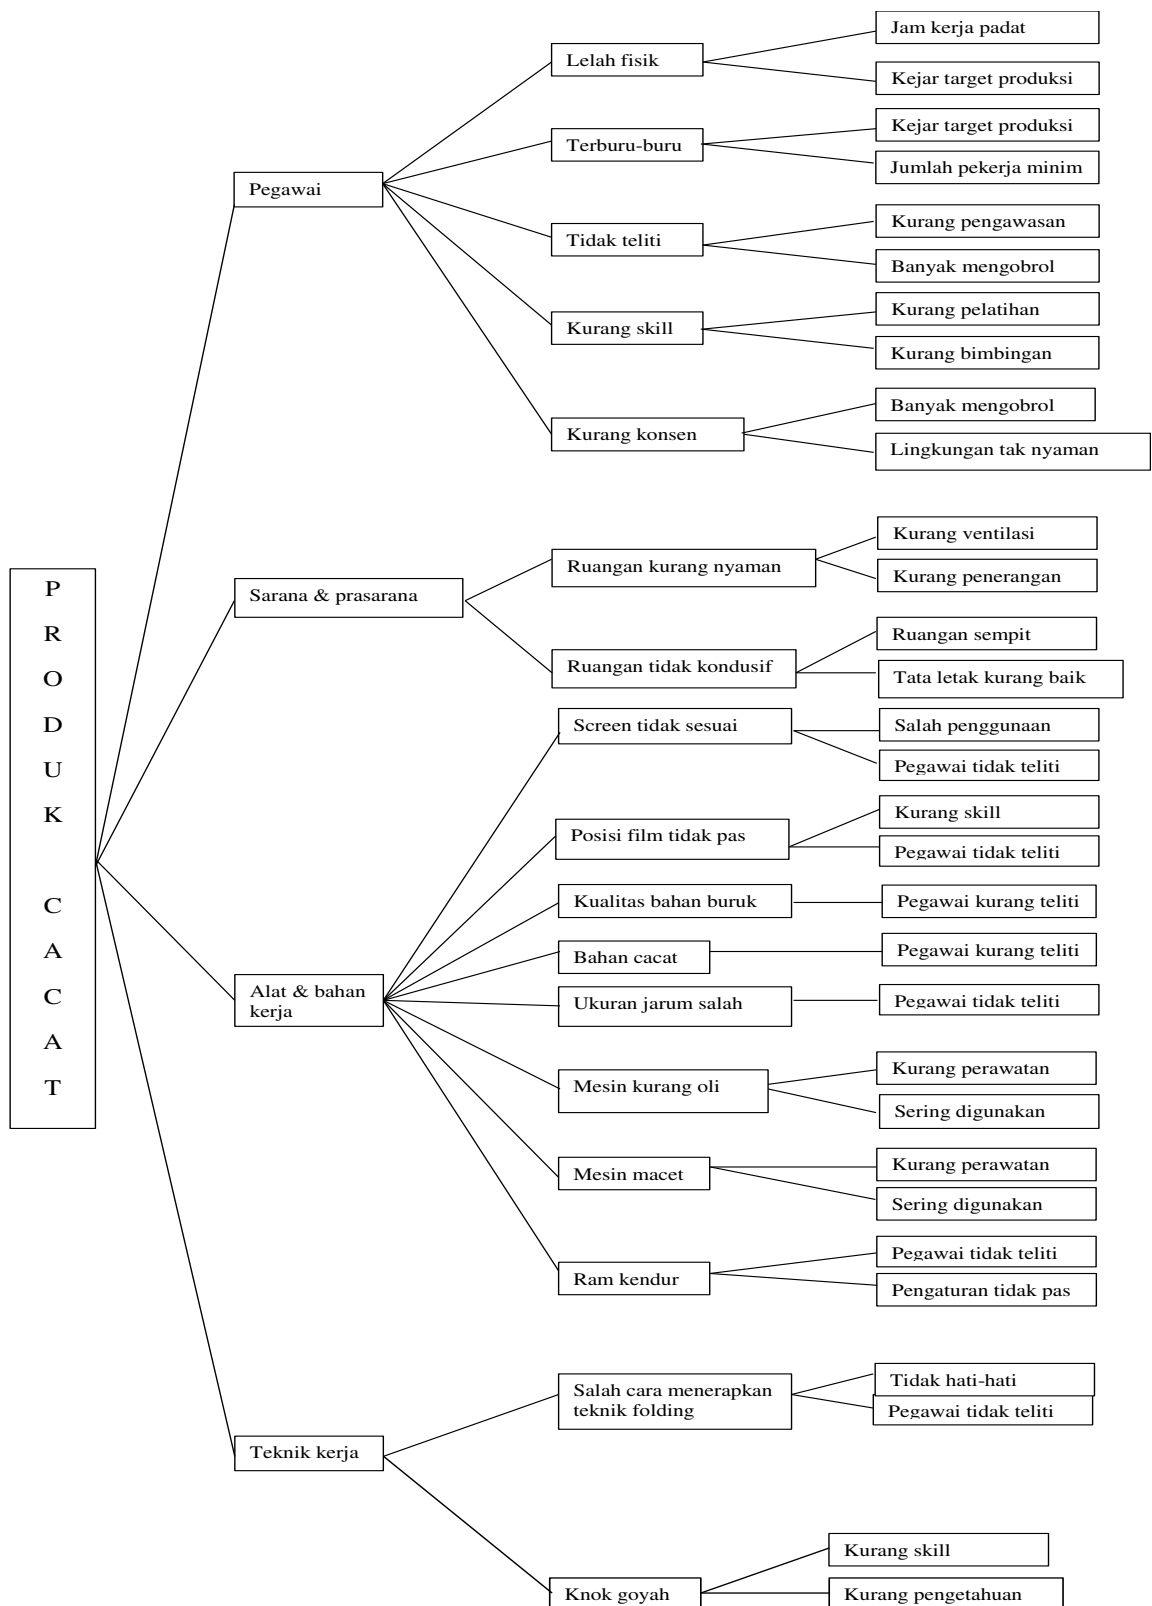 Jam kerja padat
Lelah fisik
Kejar target produksi
Kejar target produksi
Terburu-buru
Jumlah pekerja minim
Pegawai
Kurang pengawasan
Tidak teliti
Banyak mengobrol
Kurang pelatihan
Kurang skill
Kurang bimbingan
Banyak mengobrol
Kurang konsen
Lingkungan tak nyaman
Kurang ventilasi
Ruangan kurang nyaman
Kurang penerangan
Sarana & prasarana
Ruangan sempit
Ruangan tidak kondusif
Tata letak kurang baik
P
R
O
D
U
K
C
A
C
A
T
Screen tidak sesuai
Salah penggunaan
Pegawai tidak teliti
Kurang skill
Posisi film tidak pas
Pegawai tidak teliti
Kualitas bahan buruk
Pegawai kurang teliti
Bahan cacat
Pegawai kurang teliti
Alat & bahan
kerja
Ukuran jarum salah
Pegawai tidak teliti
Kurang perawatan
Mesin kurang oli
Sering digunakan
Kurang perawatan
Mesin macet
Sering digunakan
Pegawai tidak teliti
Ram kendur
Pengaturan tidak pas
Salah cara menerapkan
teknik folding
Tidak hati-hati
Pegawai tidak teliti
Teknik kerja
Kurang skill
Knok goyah
Kurang pengetahuan